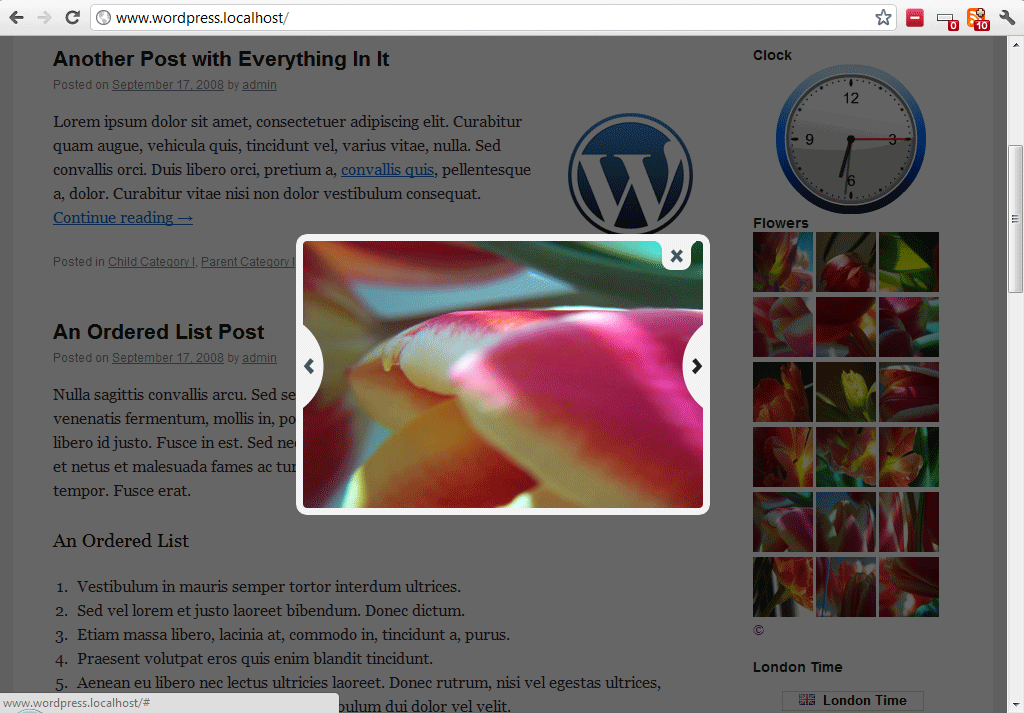 www.wordpress.localhost/
0
10
Another Post with Everything In It
Posted on September 17, 2008 by admin
Lorem ipsum dolor sit amet, consectetuer adipiscing elit. Curabitur
quam augue, vehicula quis, tincidunt vel, varius vitae, nulla. Sed
convallis orci. Duis libero orci, pretium a, convallis quis, pellentesque
a, dolor. Curabitur vitae nisi non dolor vestibulum consequat.
Continue reading →
W
Posted in Child Category I, Parent Category I
An Ordered List Post
Posted on September 17, 2008 by admin
Nulla sagittis convallis arcu. Sed se
venenatis fermentum, mollis in, po
libero id justo. Fusce in est. Sed nec
et netus et malesuada fames ac tur
tempor. Fusce erat.
An Ordered List
1. Vestibulum in mauris semper tortor interdum ultrices.
2. Sed vel lorem et justo laoreet bibendum. Donec dictum.
3. Etiam massa libero, lacinia at, commodo in, tincidunt a, purus.
4. Praesent volutpat eros quis enim blandit tincidunt.
5. Aenean eu libero nec lectus ultricies laoreet. Donec rutrum, nisi vel egestas ultrices,
bulum dui dolor vel velit.
www.wordpress.localhost/#
Clock
12
9 3
6
Flowers
©
London Time
London Time